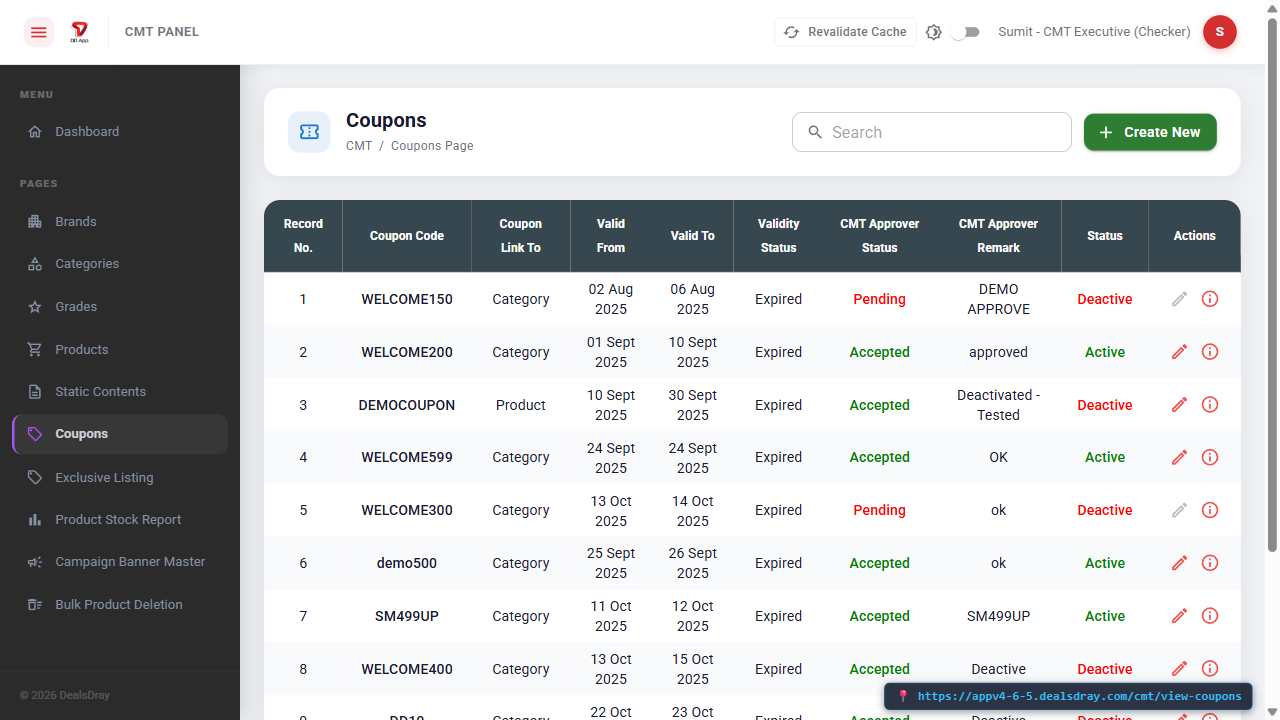 DD App
CMT PANEL
Revalidate Cache
Sumit - CMT Executive (Checker)
S
MENU
Dashboard
PAGES
Brands
Categories
Grades
Products
Static Contents
Coupons
Exclusive Listing
Product Stock Report
Campaign Banner Master
Bulk Product Deletion
© 2026 DealsDray
Coupons
CMT / Coupons Page
Search
+ Create New
Record No.
Coupon Code
Coupon Link To
Valid From
Valid To
Validity Status
CMT Approver Status
CMT Approver Remark
Status
Actions
1 WELCOME150 Category 02 Aug 2025 06 Aug 2025 Expired Pending DEMO APPROVE Deactive
2 WELCOME200 Category 01 Sept 2025 10 Sept 2025 Expired Accepted approved Active
3 DEMOCOUPON Product 10 Sept 2025 30 Sept 2025 Expired Accepted Deactivated - Tested Deactive
4 WELCOME599 Category 24 Sept 2025 24 Sept 2025 Expired Accepted OK Active
5 WELCOME300 Category 13 Oct 2025 14 Oct 2025 Expired Pending ok Deactive
6 demo500 Category 25 Sept 2025 26 Sept 2025 Expired Accepted ok Active
7 SM499UP Category 11 Oct 2025 12 Oct 2025 Expired Accepted SM499UP Active
8 WELCOME400 Category 13 Oct 2025 15 Oct 2025 Expired Accepted Deactive Deactive
22 Oct 23 Oct
https://appv4-6-5.dealsdray.com/cmt/view-coupons